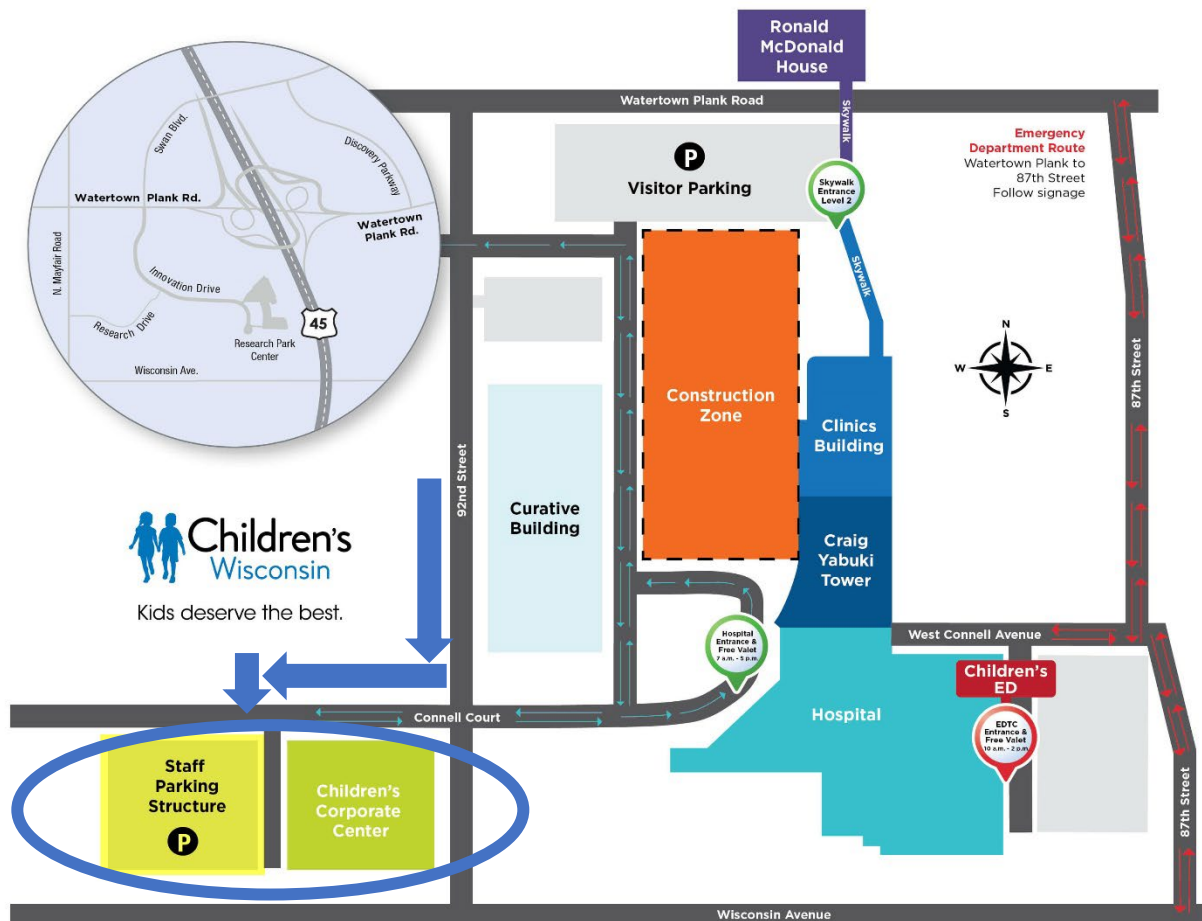 Ronald
McDonald
House
Watertown Plank Road
Skywalk
P
Visitor Parking
Skywalk
Entrance
Level 2
Emergency
Department Route
Watertown Plank to
87th Street
Follow signage
Swan Blvd.
Discovery Parkway
Watertown Plank Rd.
Watertown
Plank Rd.
N. Mayfair Road
Innovation Drive
Research Drive
45
Research Park
Center
Wisconsin Ave.
Skywalk
N
W
E
S
87th Street
Construction
Zone
Clinics
Building
92nd Street
Curative
Building
Craig
Yabuki
Tower
Children's
Wisconsin
Kids deserve the best.
Hospital
Entrance &
Free Valet
7 a.m. - 5 p.m.
West Connell Avenue
Children's
ED
Connell Court
Hospital
EDTC
Entrance &
Free Valet
10 a.m. - 2 p.m.
Staff
Parking
Structure
P
Children's
Corporate
Center
87th Street
Wisconsin Avenue